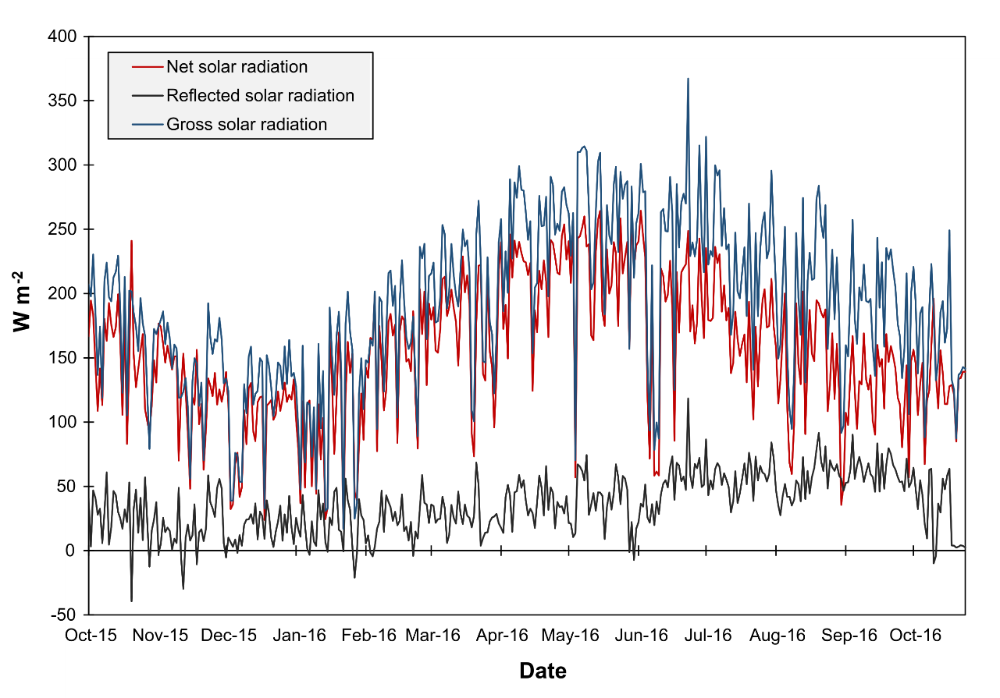 400
350
300
250
200
150
100
50
0
-50
W m-2
Net solar radiation
Reflected solar radiation
Gross solar radiation
Oct-15 Nov-15 Dec-15 Jan-16 Feb-16 Mar-16 Apr-16 May-16 Jun-16 Jul-16 Aug-16 Sep-16 Oct-16
Date